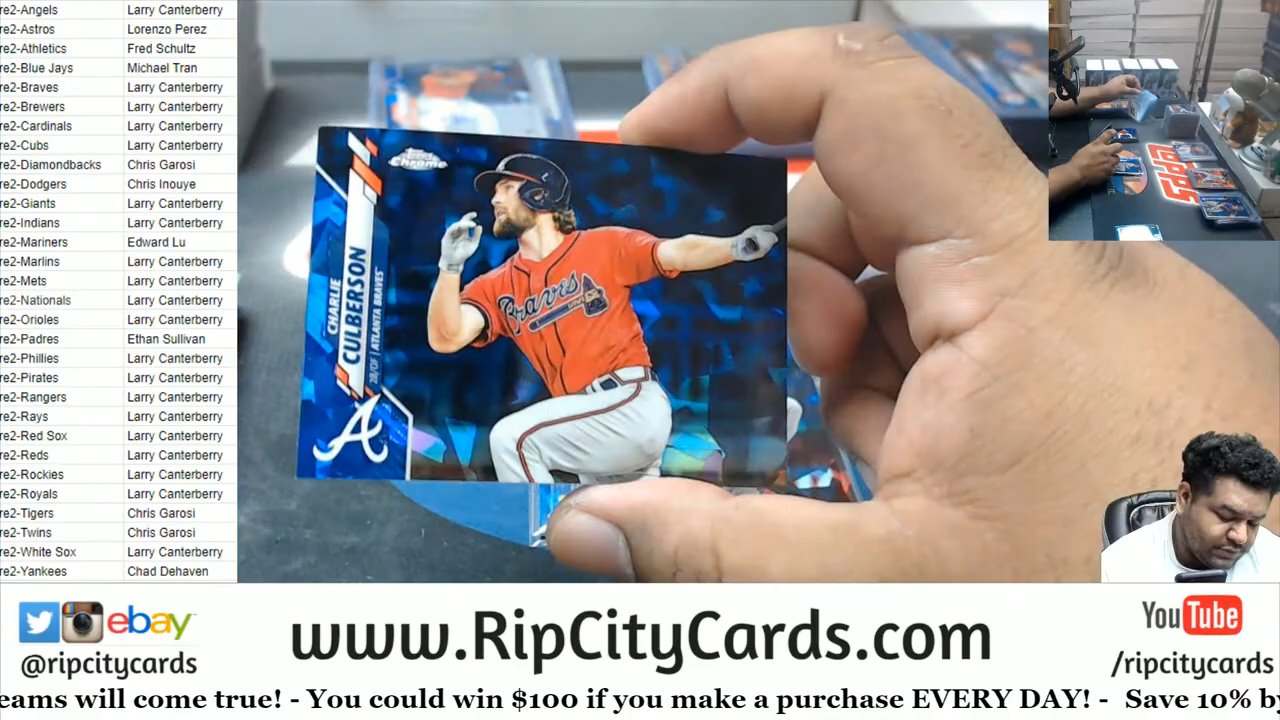 re2-Angels Larry Canterberry
re2-Astros Lorenzo Perez
re2-Athletics Fred Schultz
re2-Blue Jays Michael Tran
re2-Braves Larry Canterberry
re2-Brewers Larry Canterberry
re2-Cardinals Larry Canterberry
re2-Cubs Larry Canterberry
re2-Diamondbacks Chris Garosi
re2-Dodgers Chris Inouye
re2-Giants Larry Canterberry
re2-Indians Larry Canterberry
re2-Mariners Edward Lu
re2-Marlins Larry Canterberry
re2-Mets Larry Canterberry
re2-Nationals Larry Canterberry
re2-Orioles Larry Canterberry
re2-Padres Ethan Sullivan
re2-Phillies Larry Canterberry
re2-Pirates Larry Canterberry
re2-Rangers Larry Canterberry
re2-Rays Larry Canterberry
re2-Red Sox Larry Canterberry
re2-Reds Larry Canterberry
re2-Rockies Larry Canterberry
re2-Royals Larry Canterberry
re2-Tigers Chris Garosi
re2-Twins Chris Garosi
re2-White Sox Larry Canterberry
re2-Yankees Chad Dehaven
Topps
Chrome
CHARLIE
CULBERSON
2B/OF | ATLANTA BRAVES
A
Braves
TOPPS
ebay
@ripcitycards
www.RipCityCards.com
YouTube
/ripcitycards
eams will come true! - You could win $100 if you make a purchase EVERY DAY! - Save 10% by